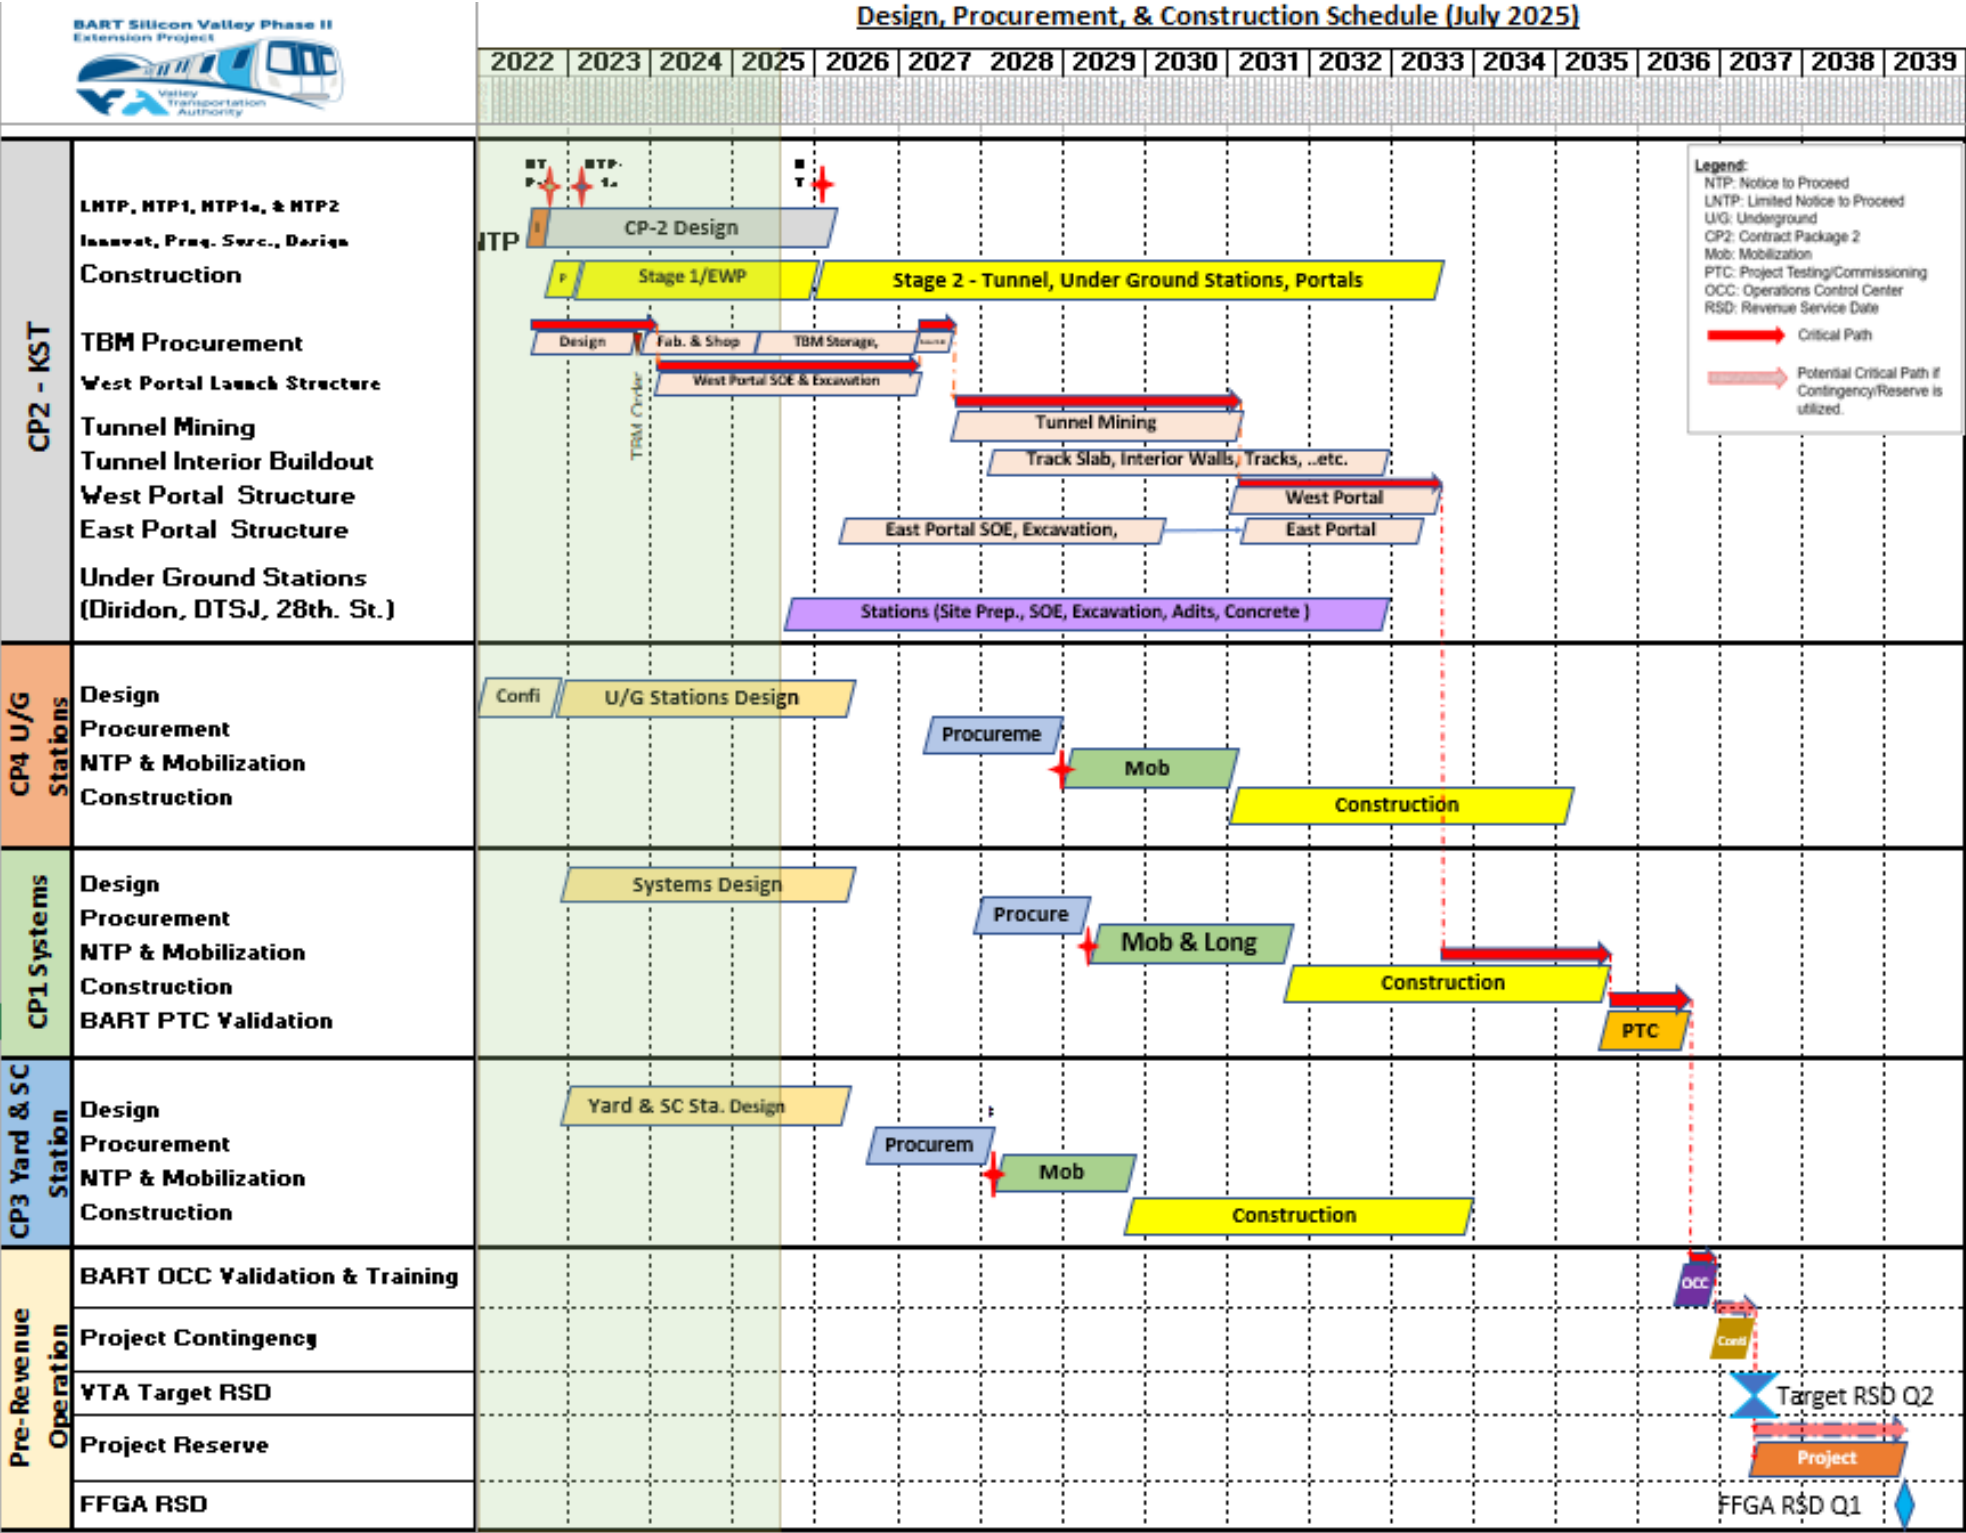 BART Silicon Valley Phase II
Extension Project
Valley
Transportation
Authority
Design, Procurement, & Construction Schedule (July 2025)
2022 2023 2024 2025 2026 2027 2028 2029 2030 2031 2032 2033 2034 2035 2036 2037 2038 2039
Legend:
NTP: Notice to Proceed
LNTP: Limited Notice to Proceed
U/G: Underground
CP2: Contract Package 2
Mob: Mobilization
PTC: Project Testing/Commissioning
OCC: Operations Control Center
RSD: Revenue Service Date
Critical Path
Potential Critical Path if
Contingency/Reserve is
utilized.
CP2 - KST
LNTP, NTP1, NTP1a, & NTP2
NTP-
1a
Innovat, Prog. Svrc., Design
CP-2 Design
Construction
P
Stage 1/EWP
Stage 2 - Tunnel, Under Ground Stations, Portals
TBM Procurement
Design
Fab. & Shop
TBM Storage,
TBM Order
West Portal Launch Structure
West Portal SOE & Excavation
Tunnel Mining
Tunnel Mining
Tunnel Interior Buildout
Track Slab, Interior Walls, Tracks, ..etc.
West Portal Structure
West Portal
East Portal Structure
East Portal SOE, Excavation,
East Portal
Under Ground Stations
(Diridon, DTSJ, 28th. St.)
Stations (Site Prep., SOE, Excavation, Adits, Concrete )
CP4 U/G
Stations
Design
Confi
U/G Stations Design
Procurement
Procureme
NTP & Mobilization
Mob
Construction
Construction
CP1 Systems
Design
Systems Design
Procurement
Procure
NTP & Mobilization
Mob & Long
Construction
Construction
BART PTC Validation
PTC
CP3 Yard & SC
Station
Design
Yard & SC Sta. Design
Procurement
Procurem
NTP & Mobilization
Mob
Construction
Construction
Pre-Revenue
Operation
BART OCC Validation & Training
OCC
Project Contingency
Conti
VTA Target RSD
Target RSD Q2
Project Reserve
Project
FFGA RSD
FFGA RSD Q1